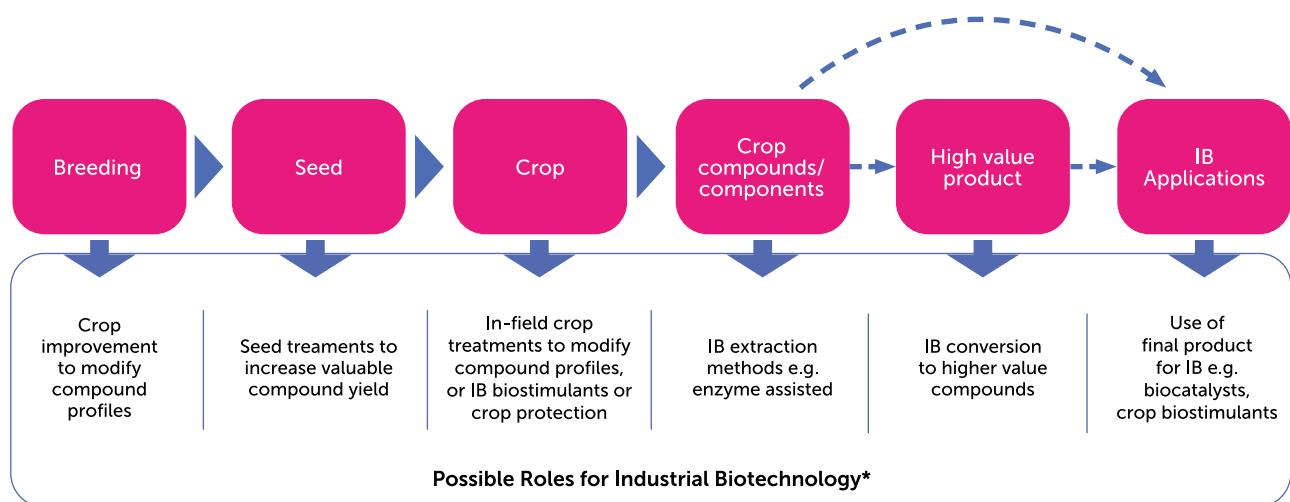 Breeding
Seed
Crop
Crop
compounds/
components
High value
product
IB
Applications
Crop
improvement
to modify
compound
profiles
Seed treaments to
increase valuable
compound yield
In-field crop
treatments to modify
compound profiles,
or IB biostimulants or
crop protection
IB extraction
methods e.g.
enzyme assisted
IB conversion
to higher value
compounds
Use of
final product
for IB e.g.
biocatalysts,
crop biostimulants
Possible Roles for Industrial Biotechnology*